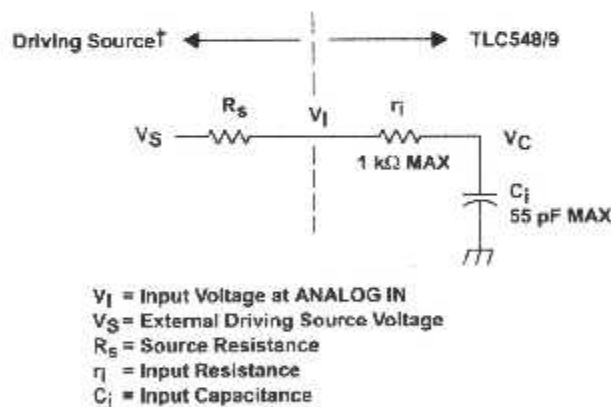 Driving Source† TLC548/9
Rs VI ri
VS VC
1 kΩ MAX
Ci
55 pF MAX
VI = Input Voltage at ANALOG IN
VS = External Driving Source Voltage
Rs = Source Resistance
ri = Input Resistance
Ci = Input Capacitance